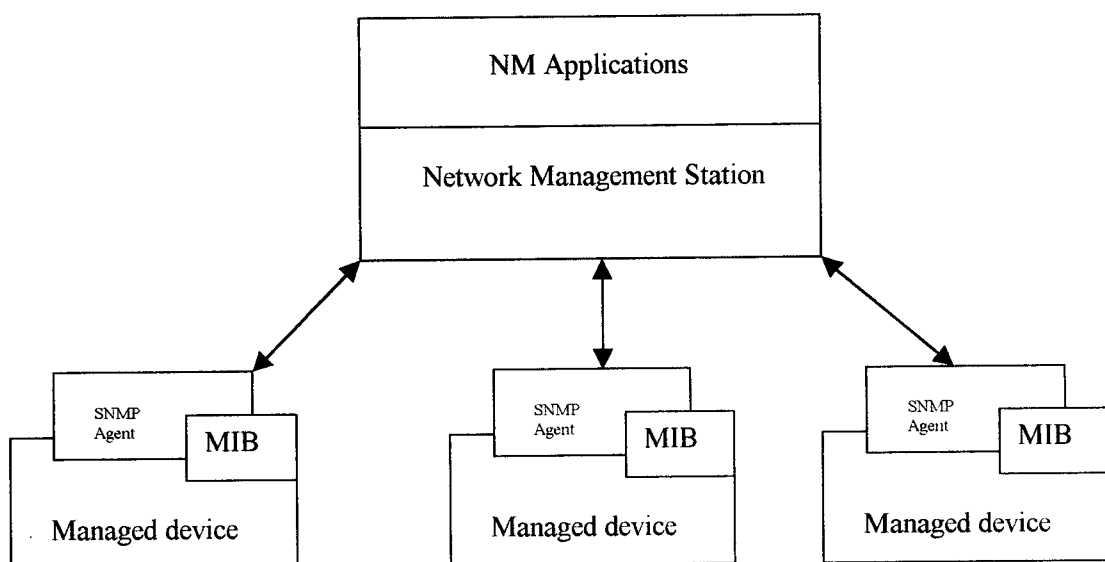 NM Applications
Network Management Station
SNMP
Agent
MIB
Managed device
SNMP
Agent
MIB
Managed device
SNMP
Agent
MIB
Managed device